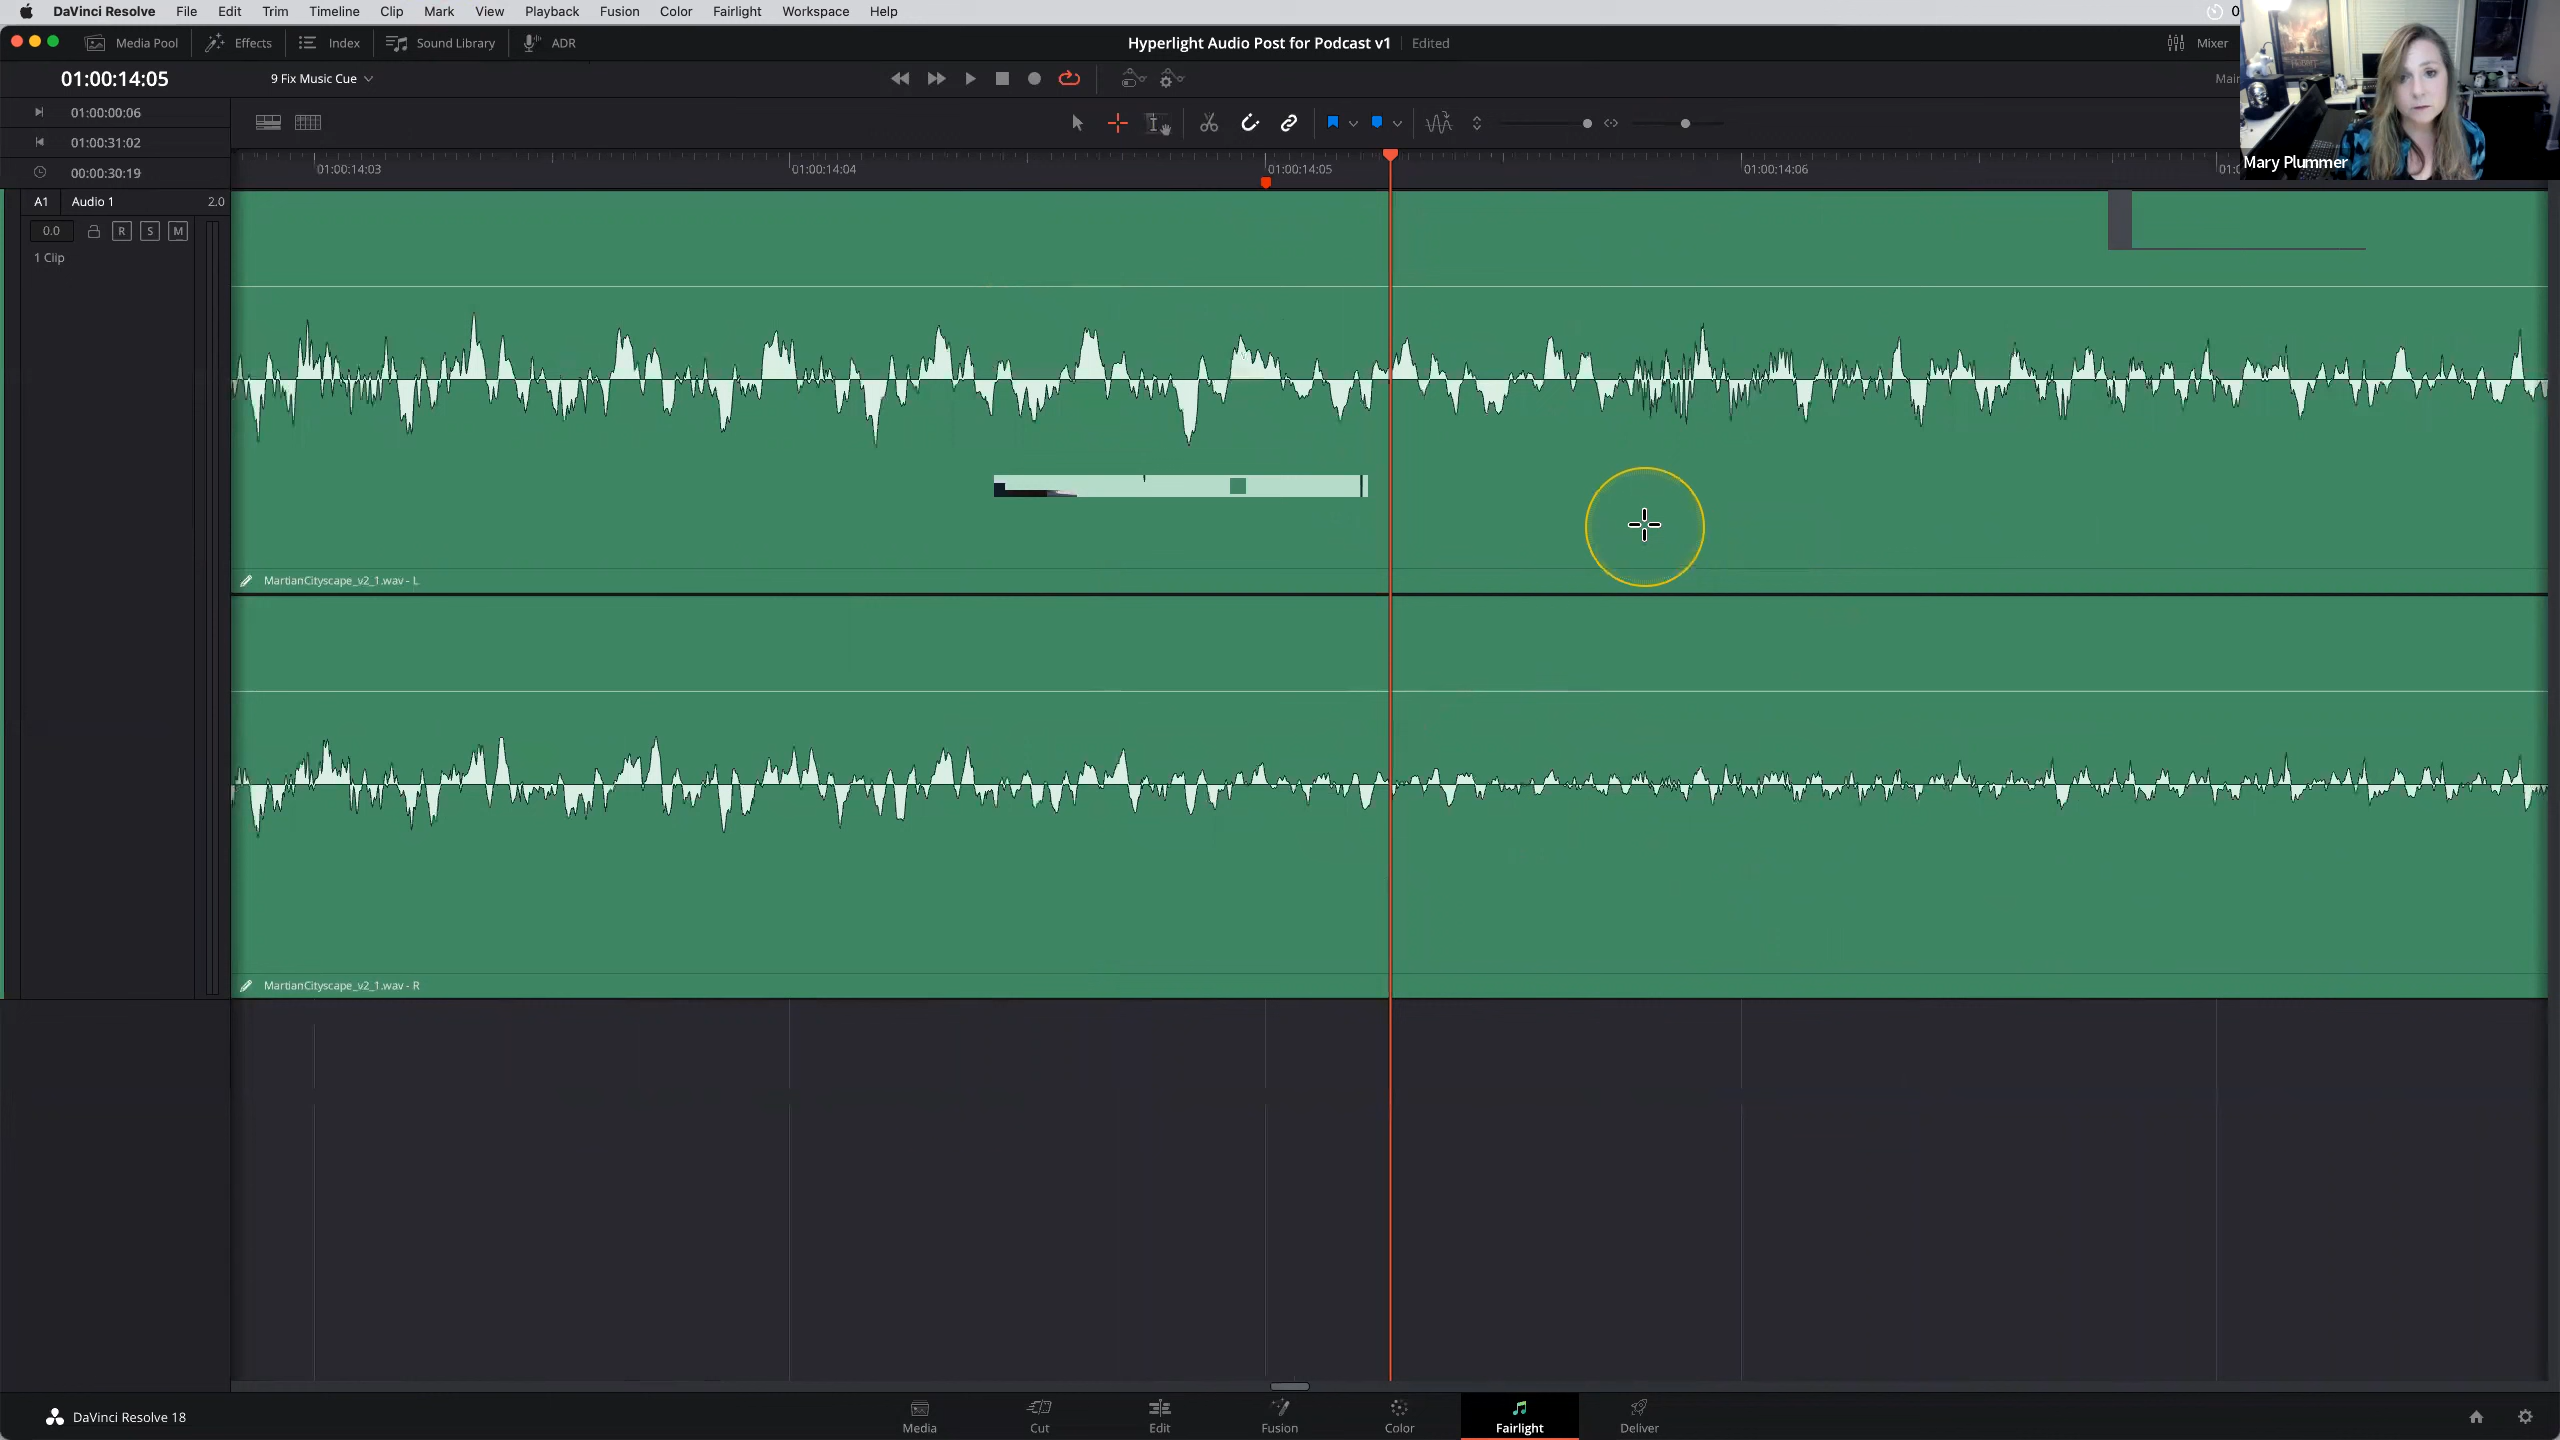 DaVinci Resolve File Edit Trim Timeline Clip Mark View Playback Fusion Color Fairlight Workspace Help 0
Media Pool Effects Index Sound Library ADR Hyperlight Audio Post for Podcast v1 Edited Mixer
01:00:14:05 9 Fix Music Cue Mai
01:00:00:06
01:00:31:02
Mary Plummer
00:00:30:19 01:00:14:03 01:00:14:04 01:00:14:05 01:00:14:06 01:0
A1 Audio 1 2.0
0.0 R S M
1 Clip
MartianCityscape_v2_1.wav - L
MartianCityscape_v2_1.wav - R
DaVinci Resolve 18
Media Cut Edit Fusion Color Fairlight Deliver